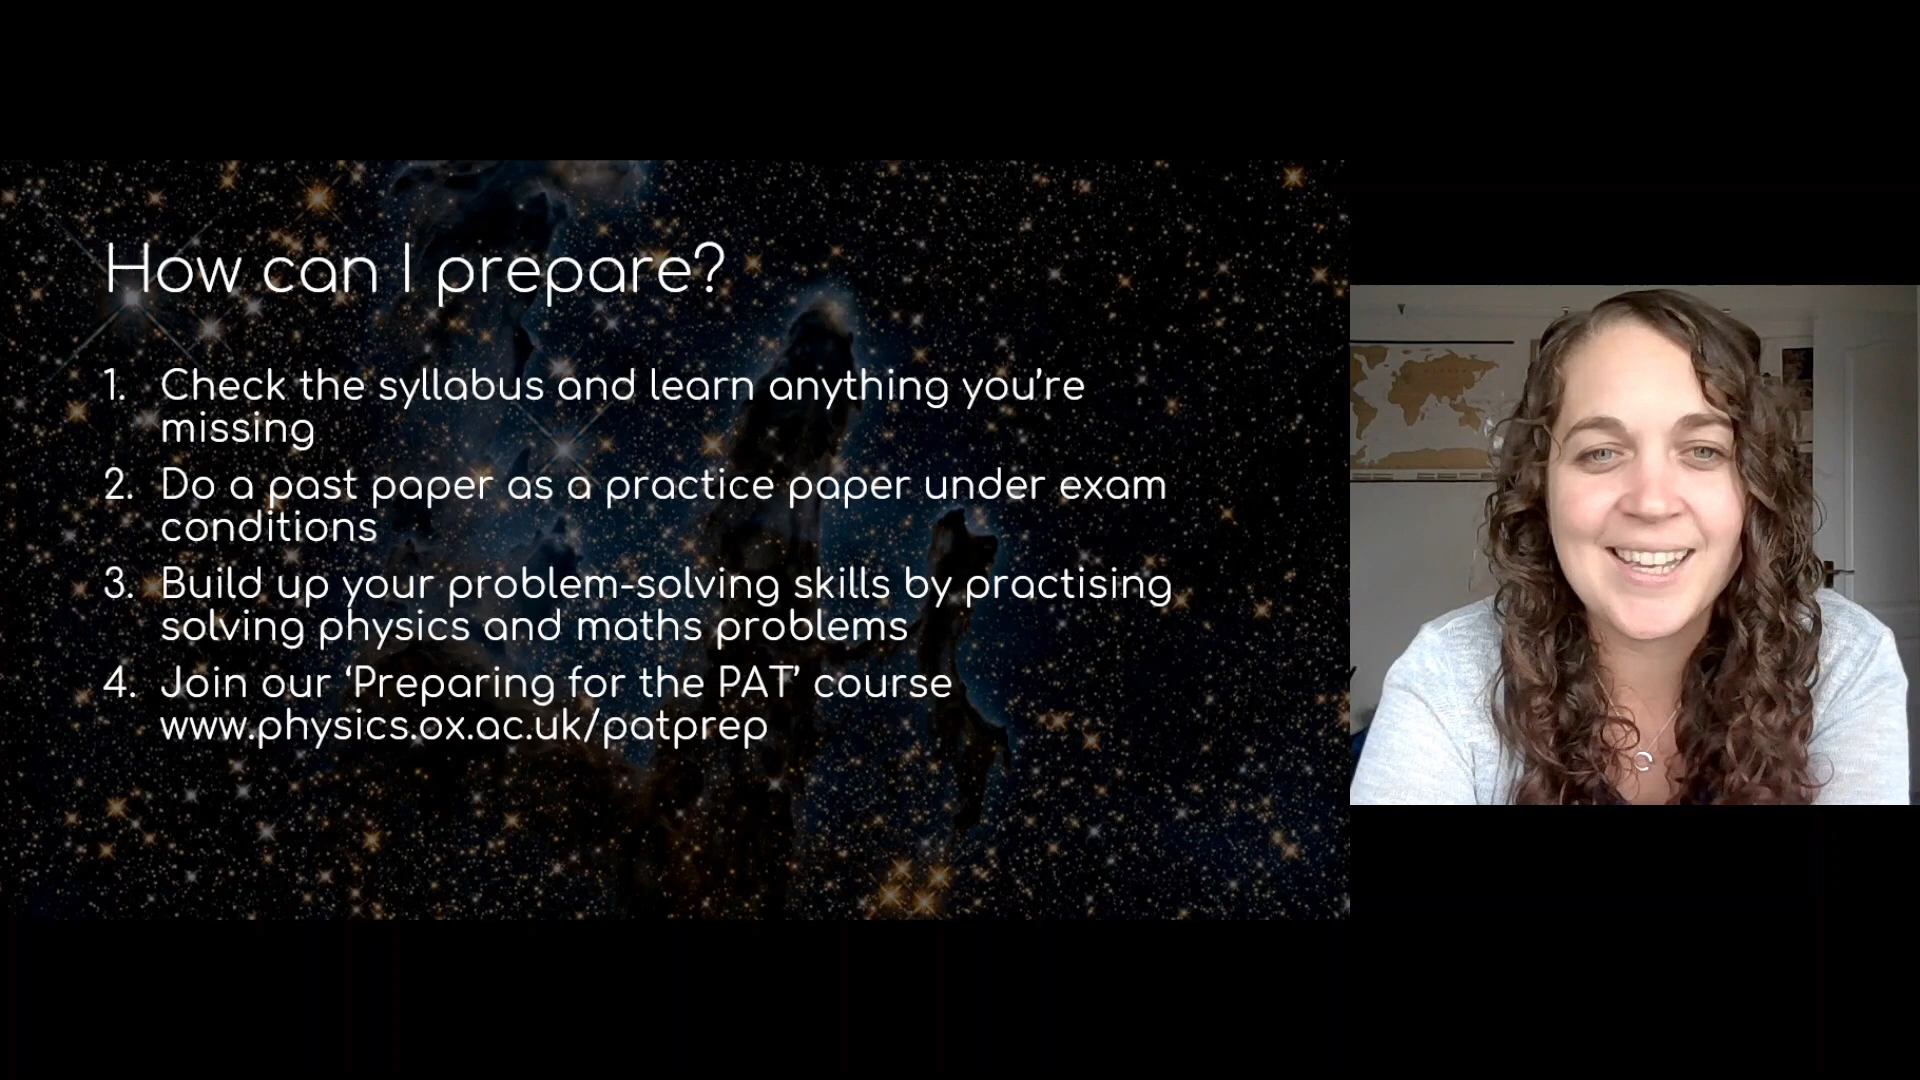 How can I prepare?
1. Check the syllabus and learn anything you're
missing
2. Do a past paper as a practice paper under exam
conditions
3. Build up your problem-solving skills by practising
solving physics and maths problems
4. Join our ‘Preparing for the PAT’ course
www.physics.ox.ac.uk/patprep